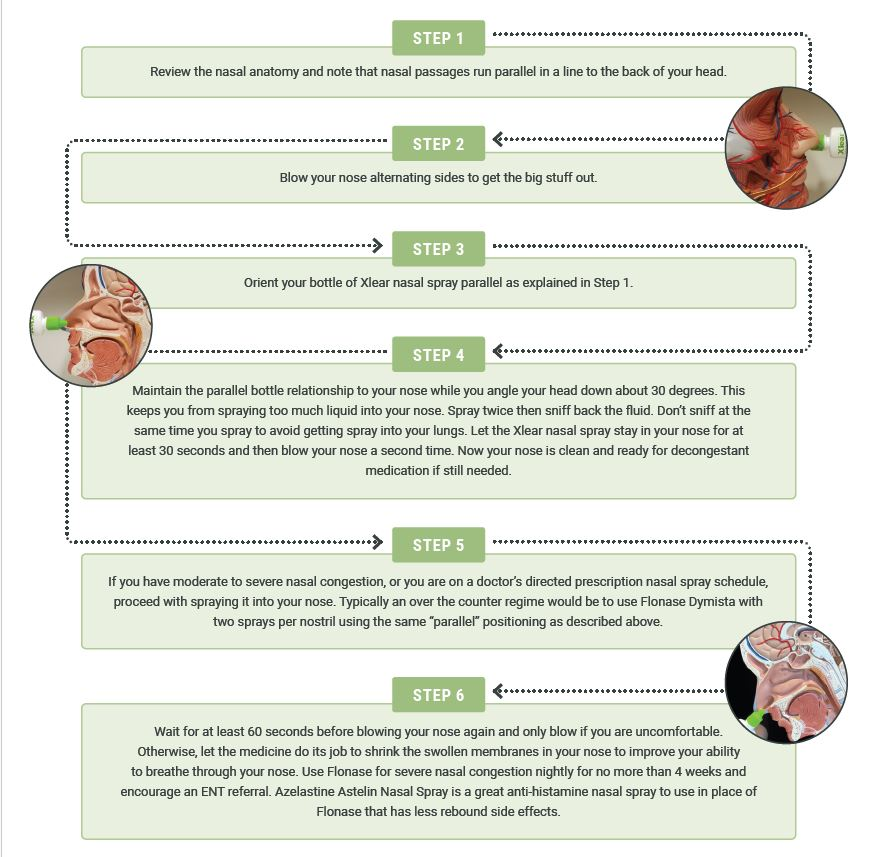 STEP 1
Review the nasal anatomy and note that nasal passages run parallel in a line to the back of your head.
Xlear
STEP 2
Blow your nose alternating sides to get the big stuff out.
STEP 3
Orient your bottle of Xlear nasal spray parallel as explained in Step 1.
STEP 4
Maintain the parallel bottle relationship to your nose while you angle your head down about 30 degrees. This
keeps you from spraying too much liquid into your nose. Spray twice then sniff back the fluid. Don't sniff at the
same time you spray to avoid getting spray into your lungs. Let the Xlear nasal spray stay in your nose for at
least 30 seconds and then blow your nose a second time. Now your nose is clean and ready for decongestant
medication if still needed.
STEP 5
If you have moderate to severe nasal congestion, or you are on a doctor's directed prescription nasal spray schedule,
proceed with spraying it into your nose. Typically an over the counter regime would be to use Flonase Dymista with
two sprays per nostril using the same “parallel” positioning as described above.
STEP 6
Wait for at least 60 seconds before blowing your nose again and only blow if you are uncomfortable.
Otherwise, let the medicine do its job to shrink the swollen membranes in your nose to improve your ability
to breathe through your nose. Use Flonase for severe nasal congestion nightly for no more than 4 weeks and
encourage an ENT referral. Azelastine Astelin Nasal Spray is a great anti-histamine nasal spray to use in place of
Flonase that has less rebound side effects.